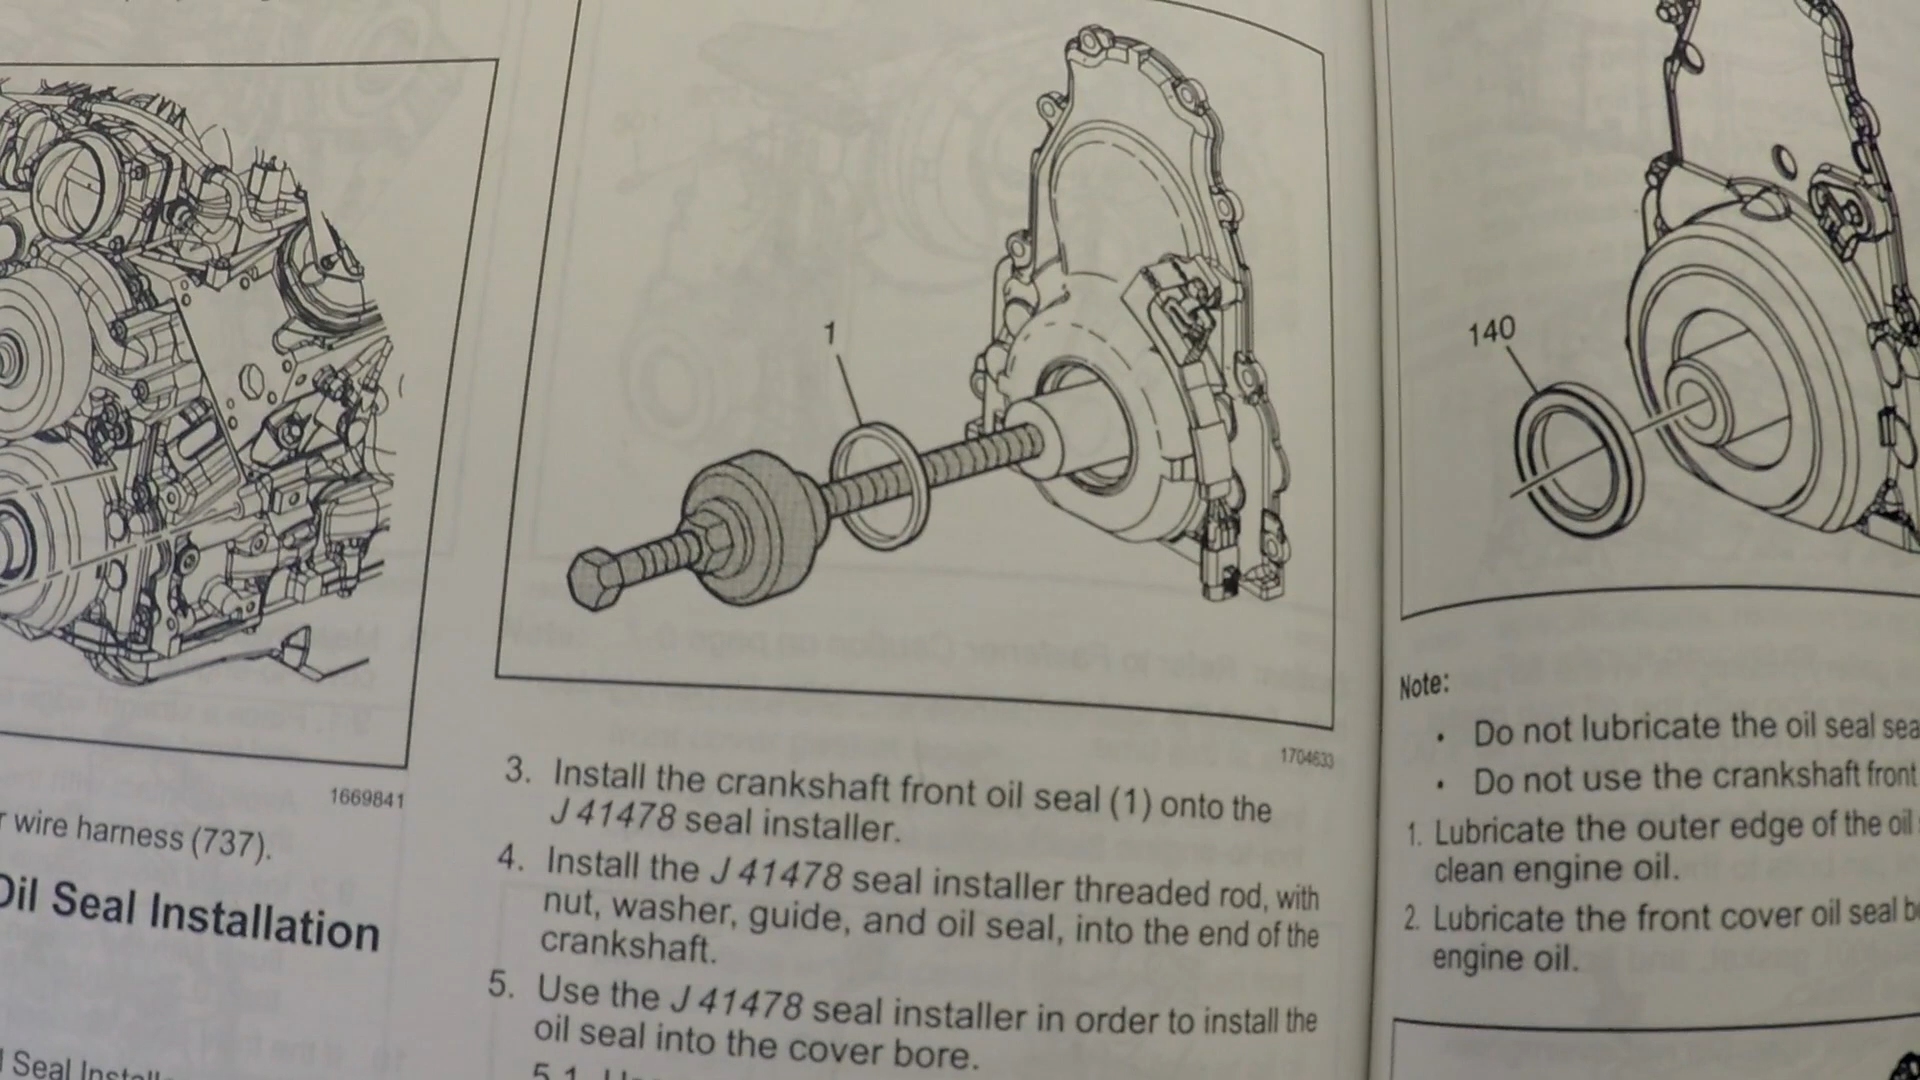 1669841
r wire harness (737).
Oil Seal Installation
Seal Install
1
1704633
3. Install the crankshaft front oil seal (1) onto the
J 41478 seal installer.
4. Install the J 41478 seal installer threaded rod, with
nut, washer, guide, and oil seal, into the end of the
crankshaft.
5. Use the J 41478 seal installer in order to install the
oil seal into the cover bore.
5.1
140
Note:
• Do not lubricate the oil seal sea
• Do not use the crankshaft front
1. Lubricate the outer edge of the oil
clean engine oil.
2. Lubricate the front cover oil seal b
engine oil.